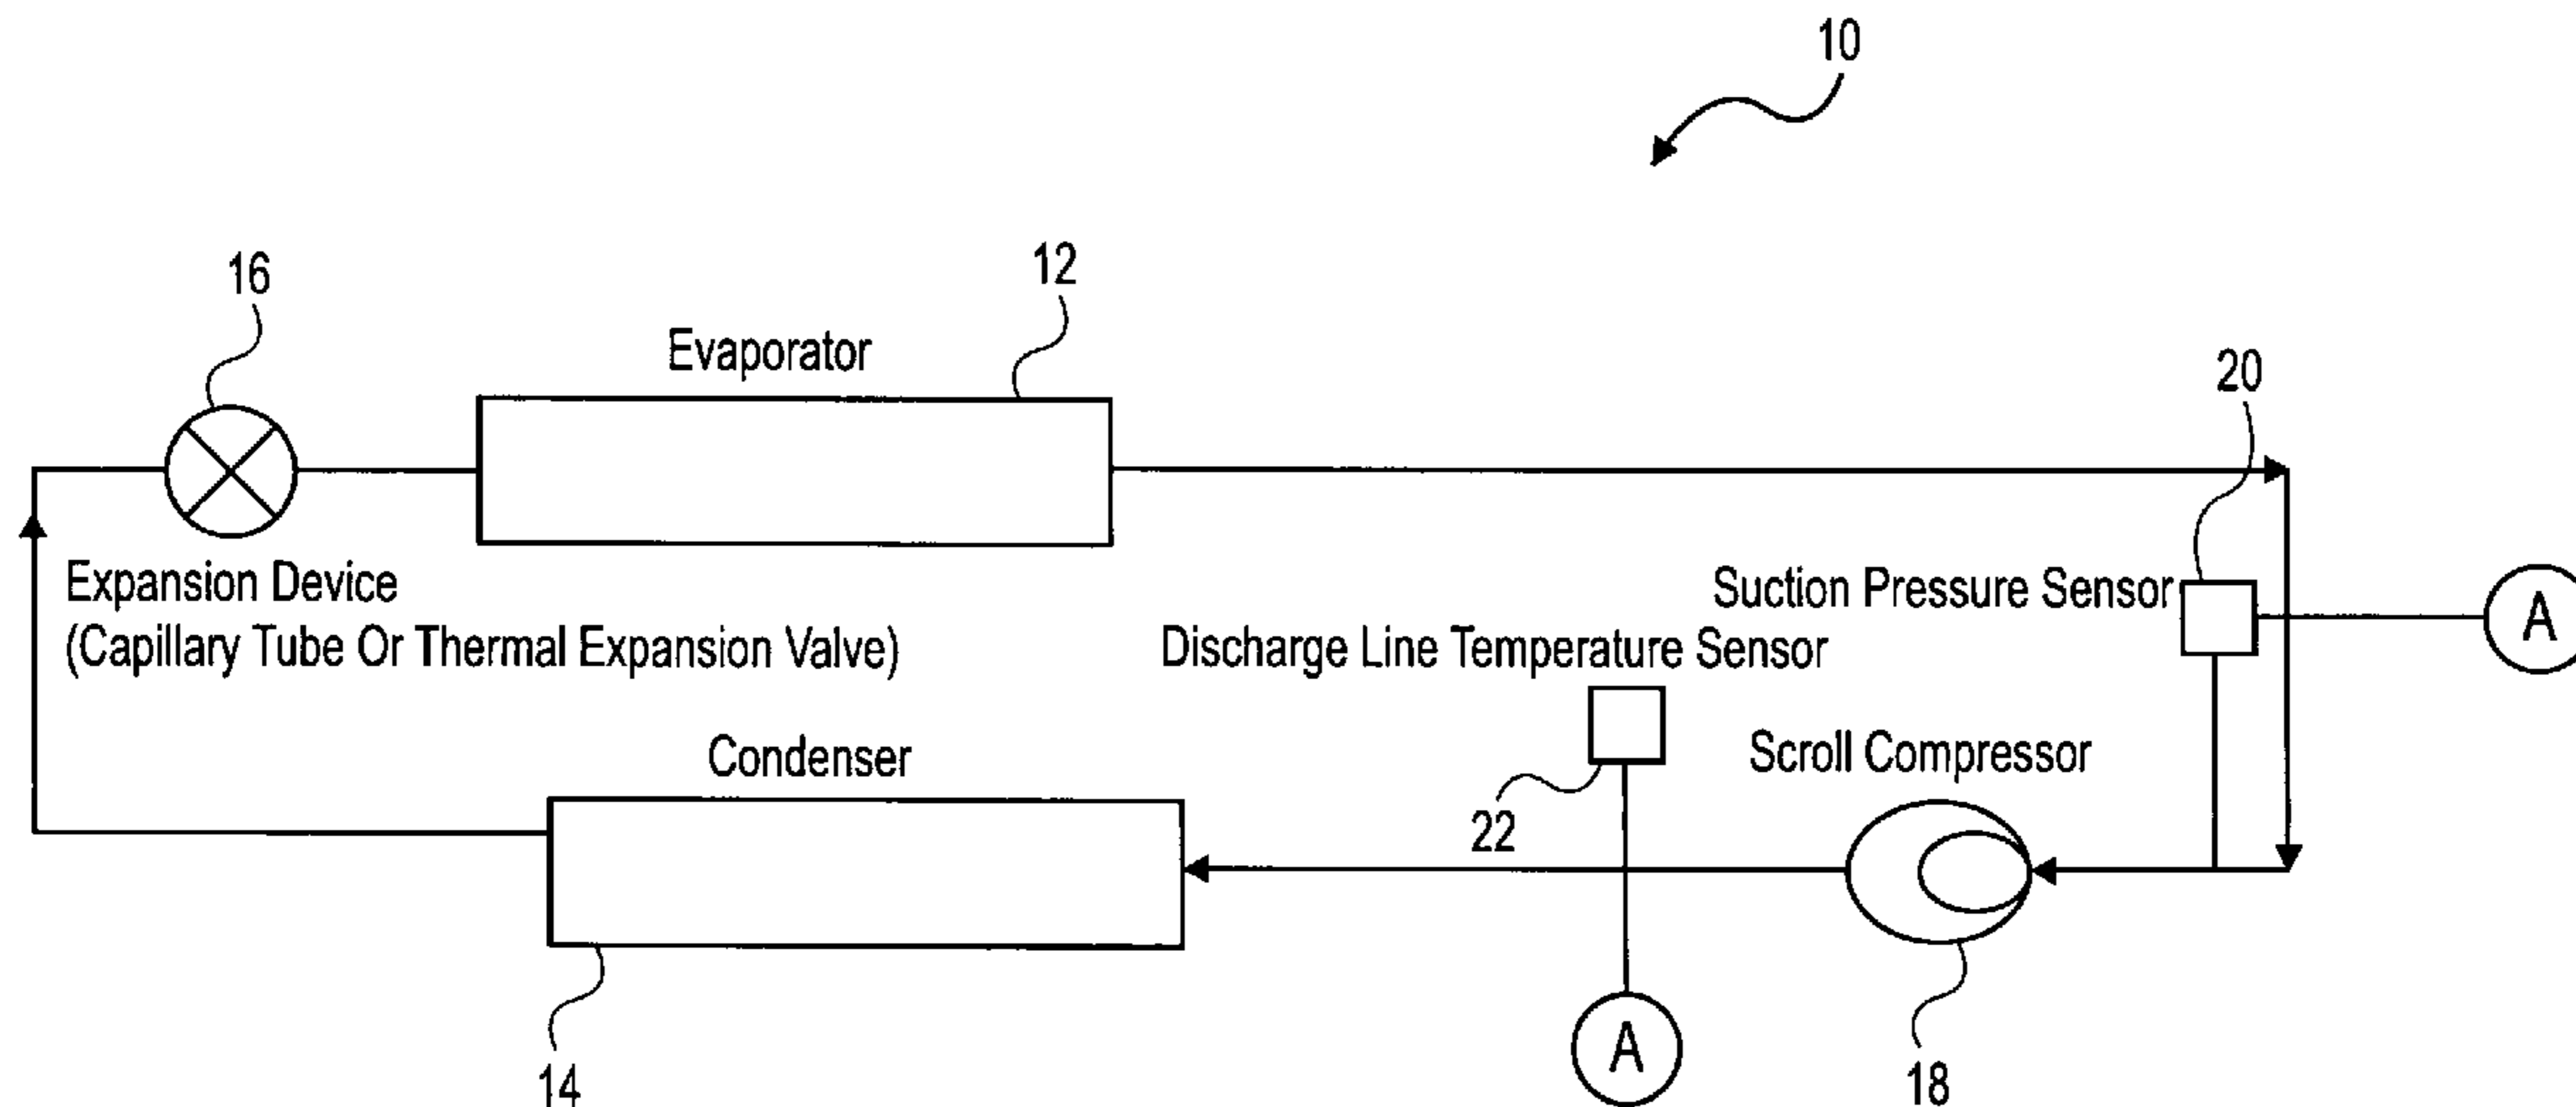 10
16
12
Evaporator
20
Expansion Device
(Capillary Tube Or Thermal Expansion Valve)
Suction Pressure Sensor
A
Discharge Line Temperature Sensor
Condenser
Scroll Compressor
22
A
14
18